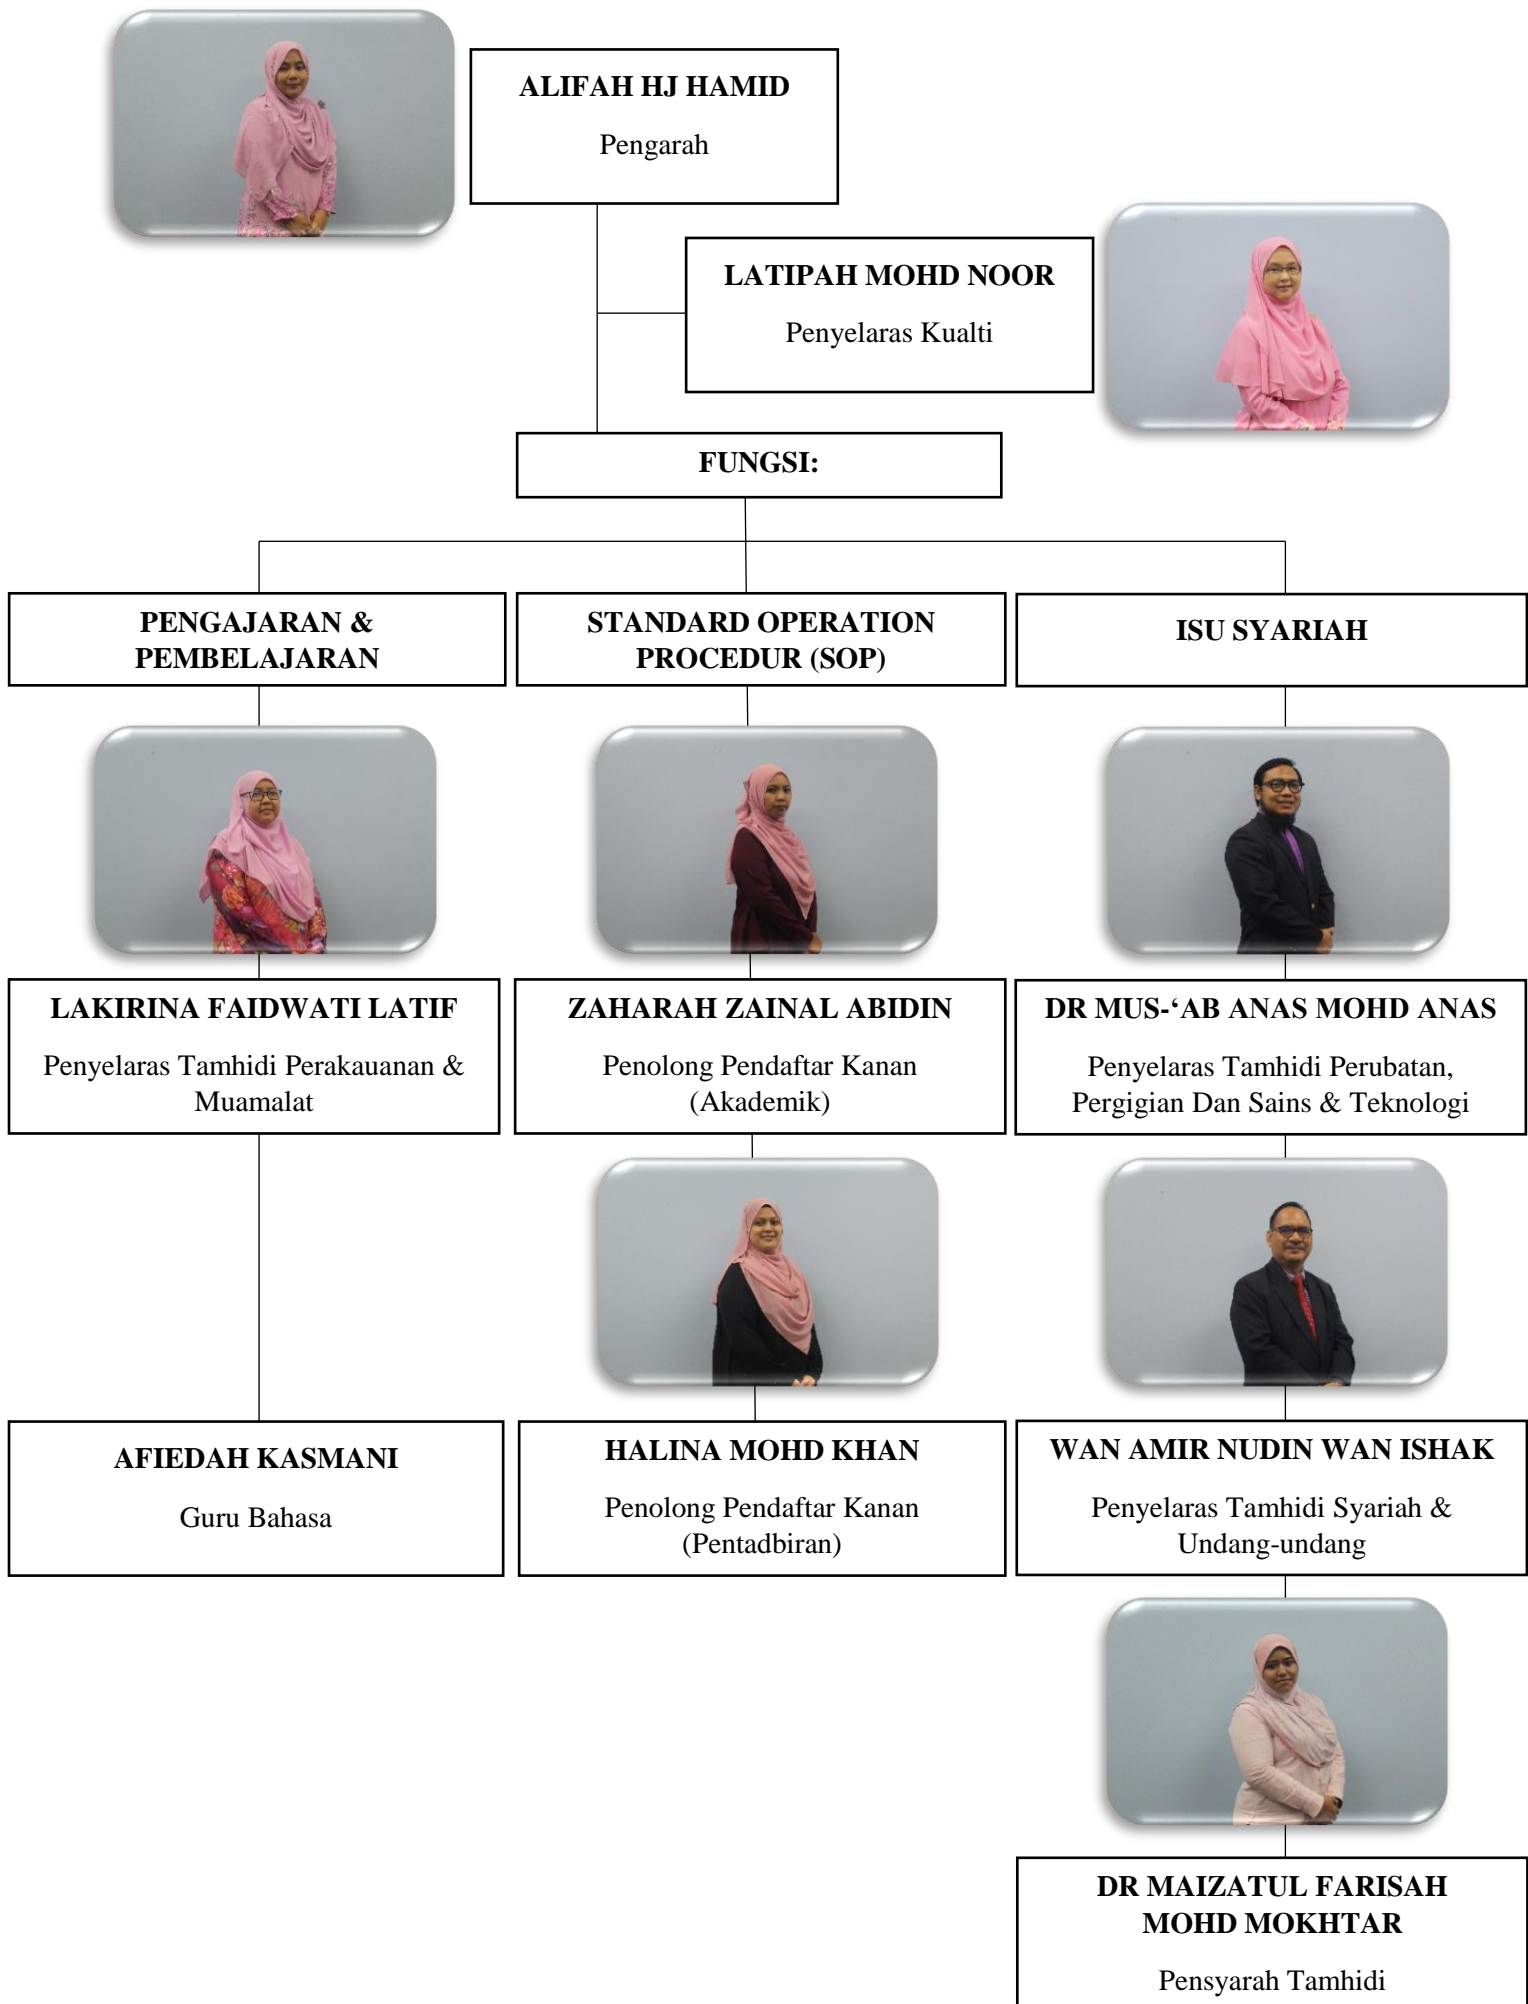 ALIFAH HJ HAMID
Pengarah
LATIPAH MOHD NOOR
Penyelaras Kualti
FUNGSI:
PENGAJARAN &
PEMBELAJARAN
STANDARD OPERATION
PROCEDUR (SOP)
ISU SYARIAH
LAKIRINA FAIDWATI LATIF
Penyelaras Tamhidi Perakauanan &
Muamalat
ZAHARAH ZAINAL ABIDIN
Penolong Pendaftar Kanan
(Akademik)
DR MUS-‘AB ANAS MOHD ANAS
Penyelaras Tamhidi Perubatan,
Pergigian Dan Sains & Teknologi
AFIEDAH KASMANI
Guru Bahasa
HALINA MOHD KHAN
Penolong Pendaftar Kanan
(Pentadbiran)
WAN AMIR NUDIN WAN ISHAK
Penyelaras Tamhidi Syariah &
Undang-undang
DR MAIZATUL FARISAH
MOHD MOKHTAR
Pensyarah Tamhidi